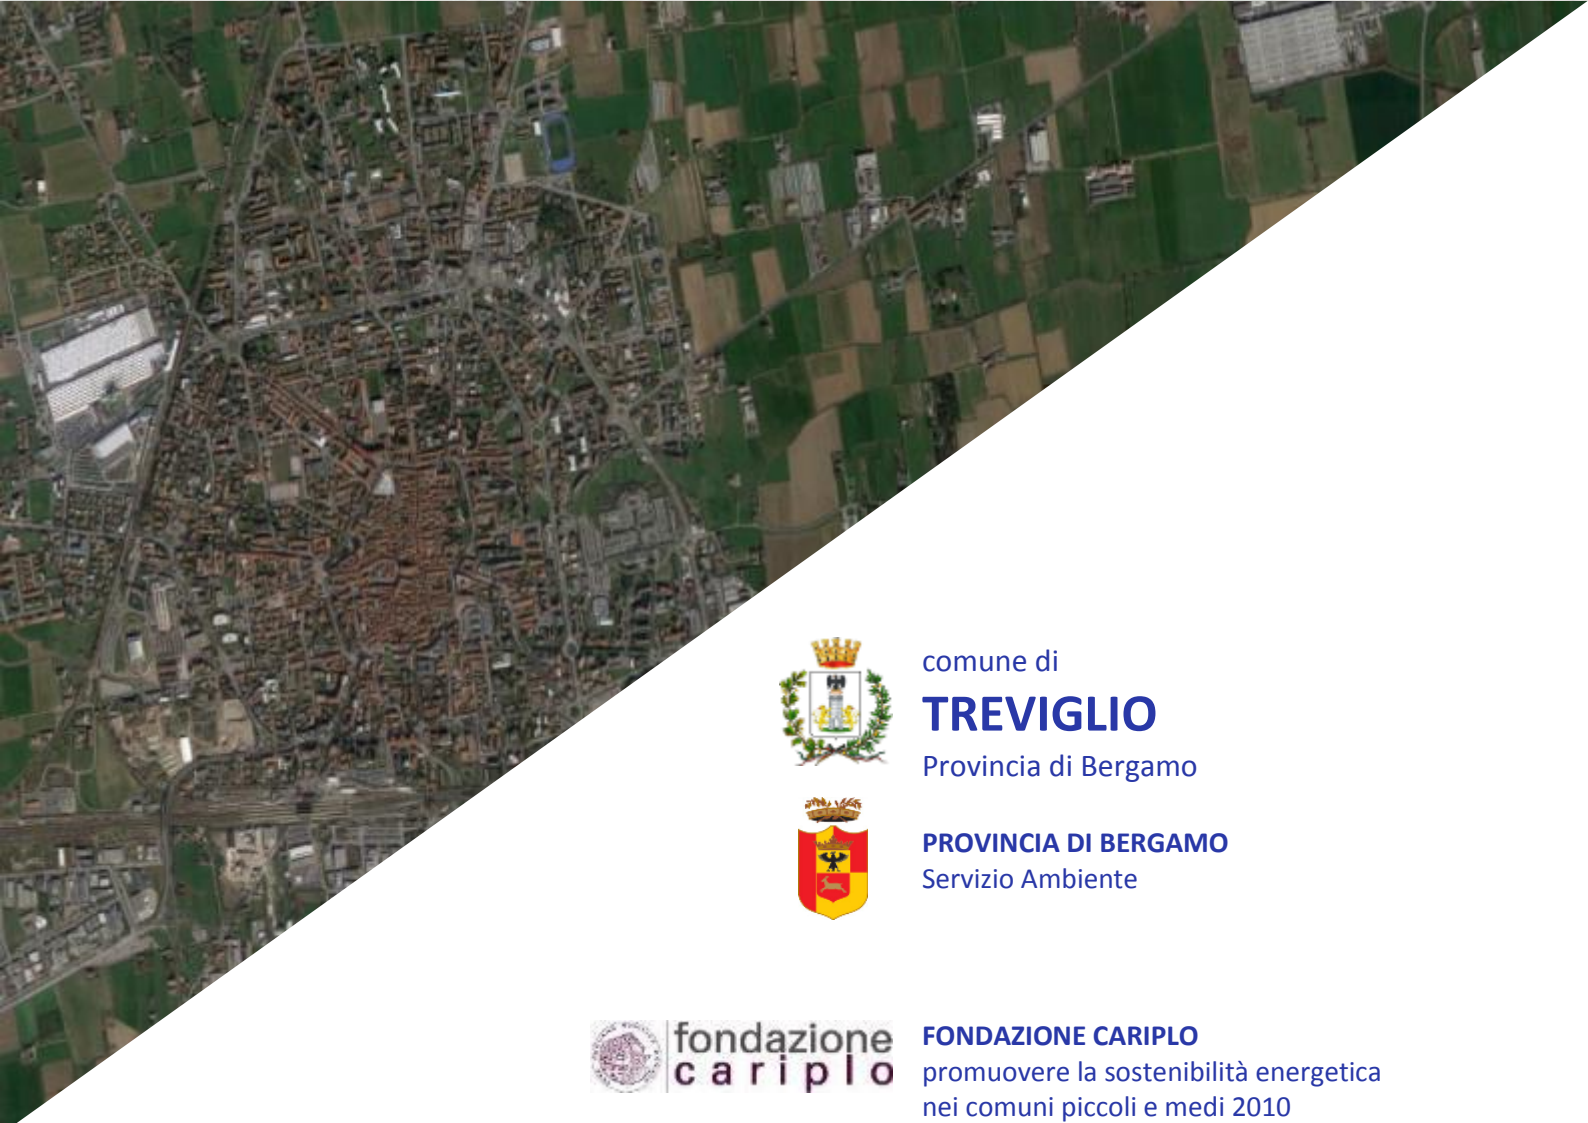 comune di
TREVIGLIO
Provincia di Bergamo
PROVINCIA DI BERGAMO
Servizio Ambiente
fondazione
cariplo
FONDAZIONE CARIPLO
promuovere la sostenibilità energetica
nei comuni piccoli e medi 2010